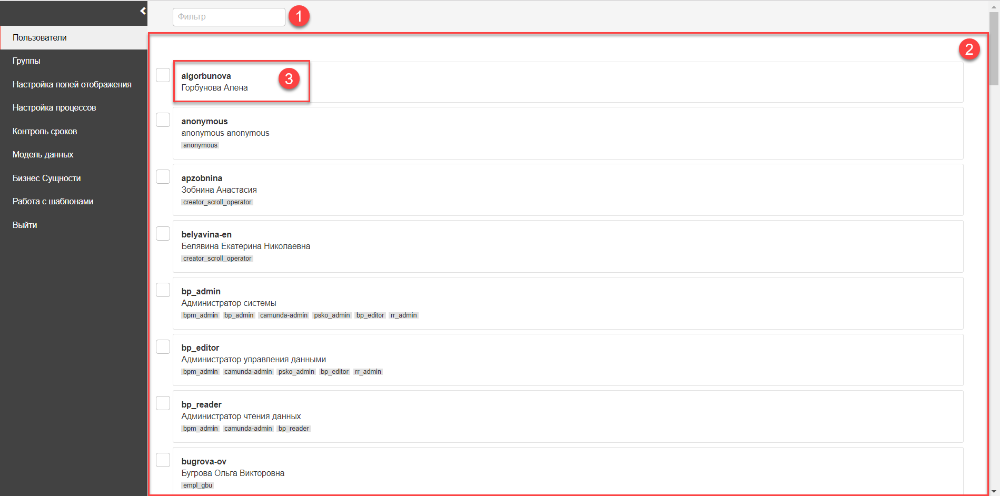 Фильтр
1
Пользователи
Группы
Настройка полей отображения
Настройка процессов
Контроль сроков
Модель данных
Бизнес Сущности
Работа с шаблонами
Выйти
2
aigorbunova
3
Горбунова Алена
anonymous
anonymous anonymous
anonymous
apzobnina
Зобнина Анастасия
creator_scroll_operator
belyavina-en
Белявина Екатерина Николаевна
creator_scroll_operator
bp_admin
Администратор системы
bpm_admin bp_admin camunda-admin psko_admin bp_editor rr_admin
bp_editor
Администратор управления данными
bpm_admin camunda-admin psko_admin bp_editor rr_admin
bp_reader
Администратор чтения данных
bpm_admin camunda-admin bp_reader
bugrova-ov
Бугрова Ольга Викторовна
empl_gbu